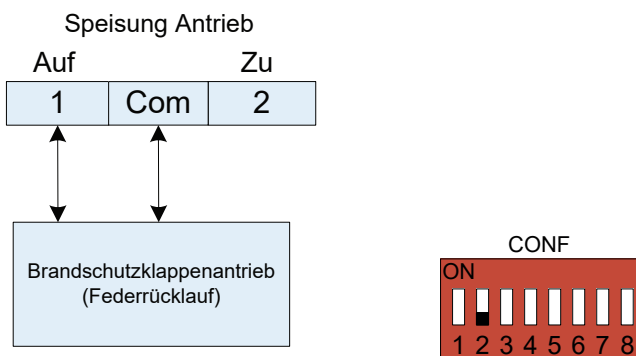 Speisung Antrieb
Auf Zu
1 Com 2
Brandschutzklappenantrieb
(Federrücklauf)
CONF
ON
1 2 3 4 5 6 7 8